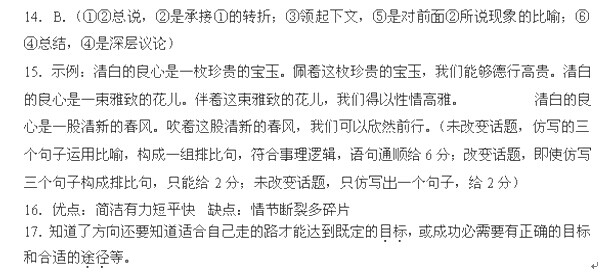 14. B.(①②总说，②是承接①的转折；③领起下文，⑤是对前面②所说现象的比喻；⑥
④总结，④是深层议论)
15. 示例：清白的良心是一枚珍贵的宝玉。佩着这枚珍贵的宝玉，我们能够德行高贵。清白
的良心是一束雅致的花儿。伴着这束雅致的花儿，我们得以性情高雅。 清白的良
心是一股清新的春风。吹着这股清新的春风，我们可以欣然前行。(未改变话题，仿写的三
个句子运用比喻，构成一组排比句，符合事理逻辑，语句通顺给6分；改变话题，即使仿写
三个句子构成排比句，只能给2分；未改变话题，只仿写出一个句子，给2分)
16. 优点：简洁有力短平快 缺点：情节断裂多碎片
17. 知道了方向还要知道适合自己走的路才能达到既定的目标，或成功必需要有正确的目标
和合适的途径等。